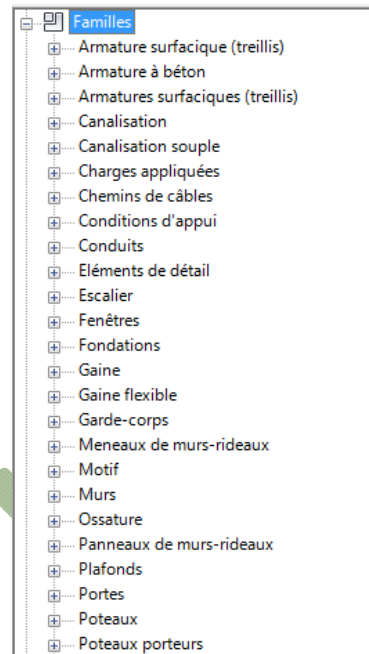 Familles
Armature surfacique (treillis)
Armature à béton
Armatures surfaciques (treillis)
Canalisation
Canalisation souple
Charges appliquées
Chemins de câbles
Conditions d'appui
Conduits
Eléments de détail
Escalier
Fenêtres
Fondations
Gaine
Gaine flexible
Garde-corps
Meneaux de murs-rideaux
Motif
Murs
Ossature
Panneaux de murs-rideaux
Plafonds
Portes
Poteaux
Poteaux porteurs